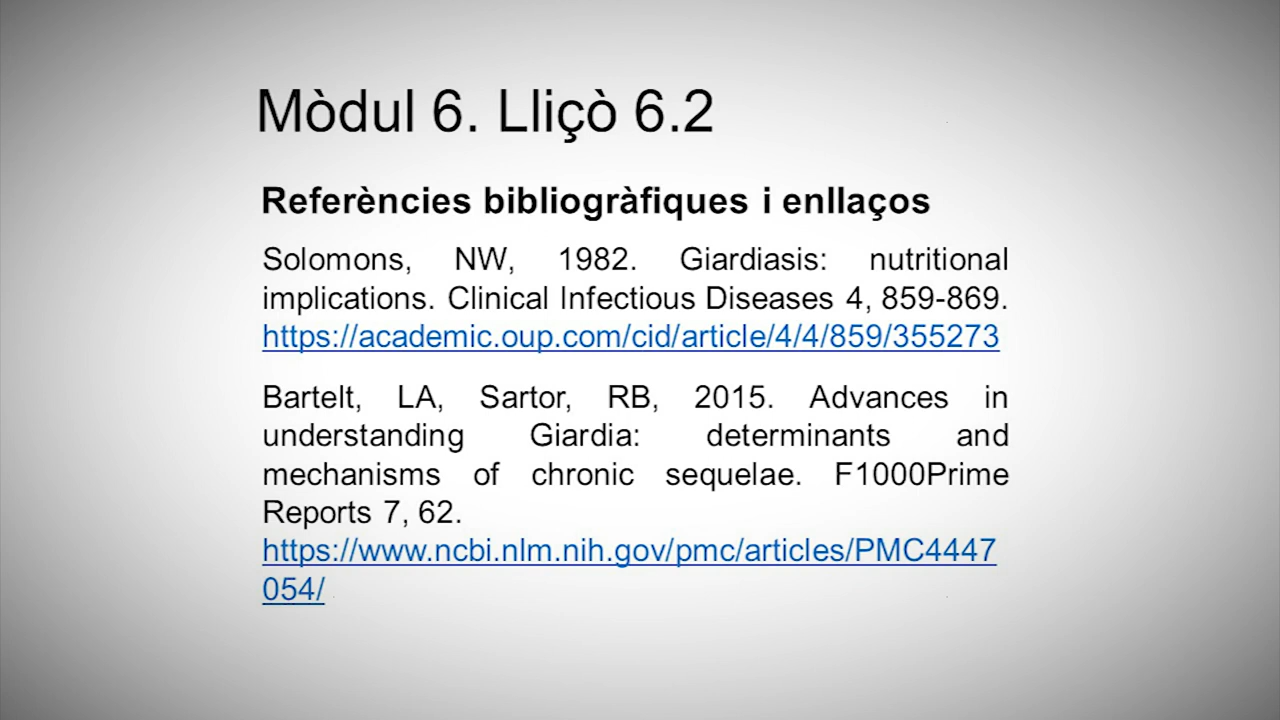 Mòdul 6. Lliçò 6.2
Referències bibliogràfiques i enllaços
Solomons, NW, 1982. Giardiasis: nutritional
implications. Clinical Infectious Diseases 4, 859-869.
https://academic.oup.com/cid/article/4/4/859/355273
Bartelt, LA, Sartor, RB, 2015. Advances in
understanding Giardia: determinants and
mechanisms of chronic sequelae. F1000Prime
Reports 7, 62.
https://www.ncbi.nlm.nih.gov/pmc/articles/PMC4447
054/